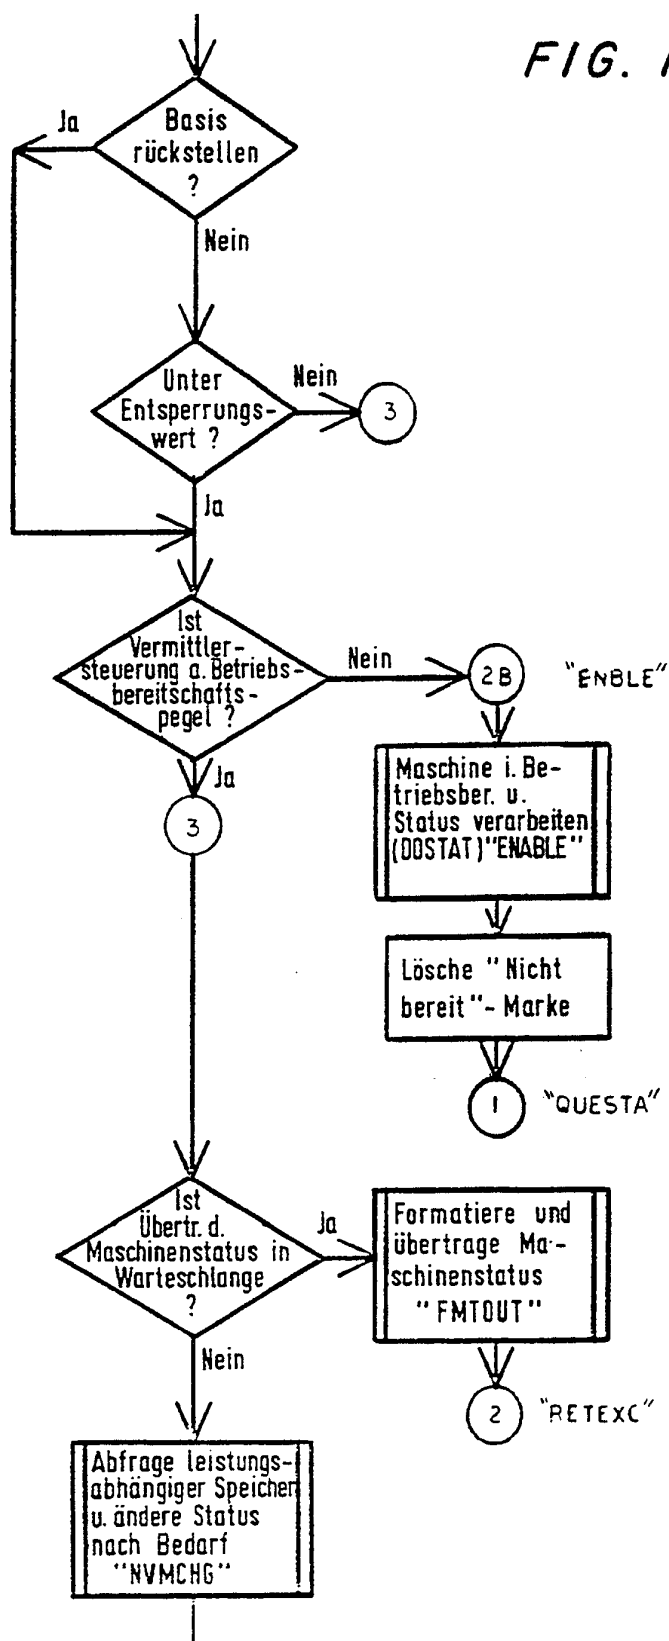 FIG.
Ja
Basis
rückstellen
?
Nein
Unter
Entsperrungs-
wert ?
Nein
3
Ja
Ist
Vermittler-
steuerung a. Betriebs-
bereitschafts-
pegel ?
Nein
2B
"ENBLE"
Ja
3
Maschine i. Be-
triebsber. u.
Status verarbeiten
(DOSTAT) "ENABLE"
Lösche "Nicht
bereit" - Marke
1
"QUESTA"
Ist
Übertr. d.
Maschinenstatus in
Warteschlange
?
Ja
Formatiere und
übertrage Ma-
schinenstatus
"FMTOUT"
2
"RETEXC"
Nein
Abfrage leistungs-
abhängiger Speicher
u. ändere Status
nach Bedarf
"NVMCHG"